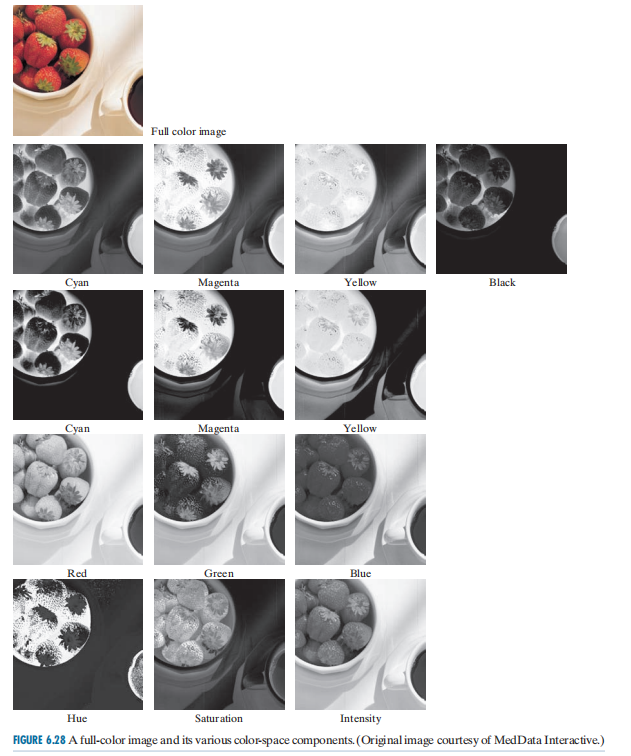 Full color image
Cyan Magenta Yellow Black
Cyan Magenta Yellow
Red Green Blue
Hue Saturation Intensity
FIGURE 6.28 A full-color image and its various color-space components. (Original image courtesy of MedData Interactive.)